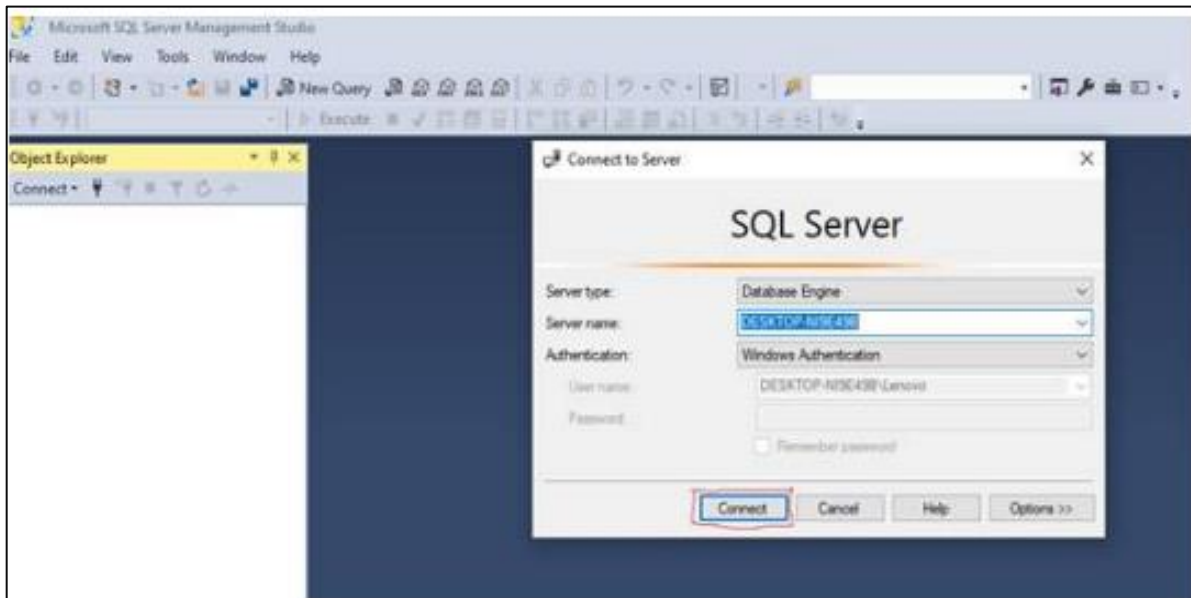 Microsoft SQL Server Management Studio
File Edit View Tools Window Help
New Query
Execute
Object Explorer
Connect
Connect to Server
SQL Server
Server type: Database Engine
Server name: DESKTOP-NI9E49B
Authentication: Windows Authentication
User name: DESKTOP-NI9E49B\Lenovo
Password:
Remember password
Connect Cancel Help Options >>